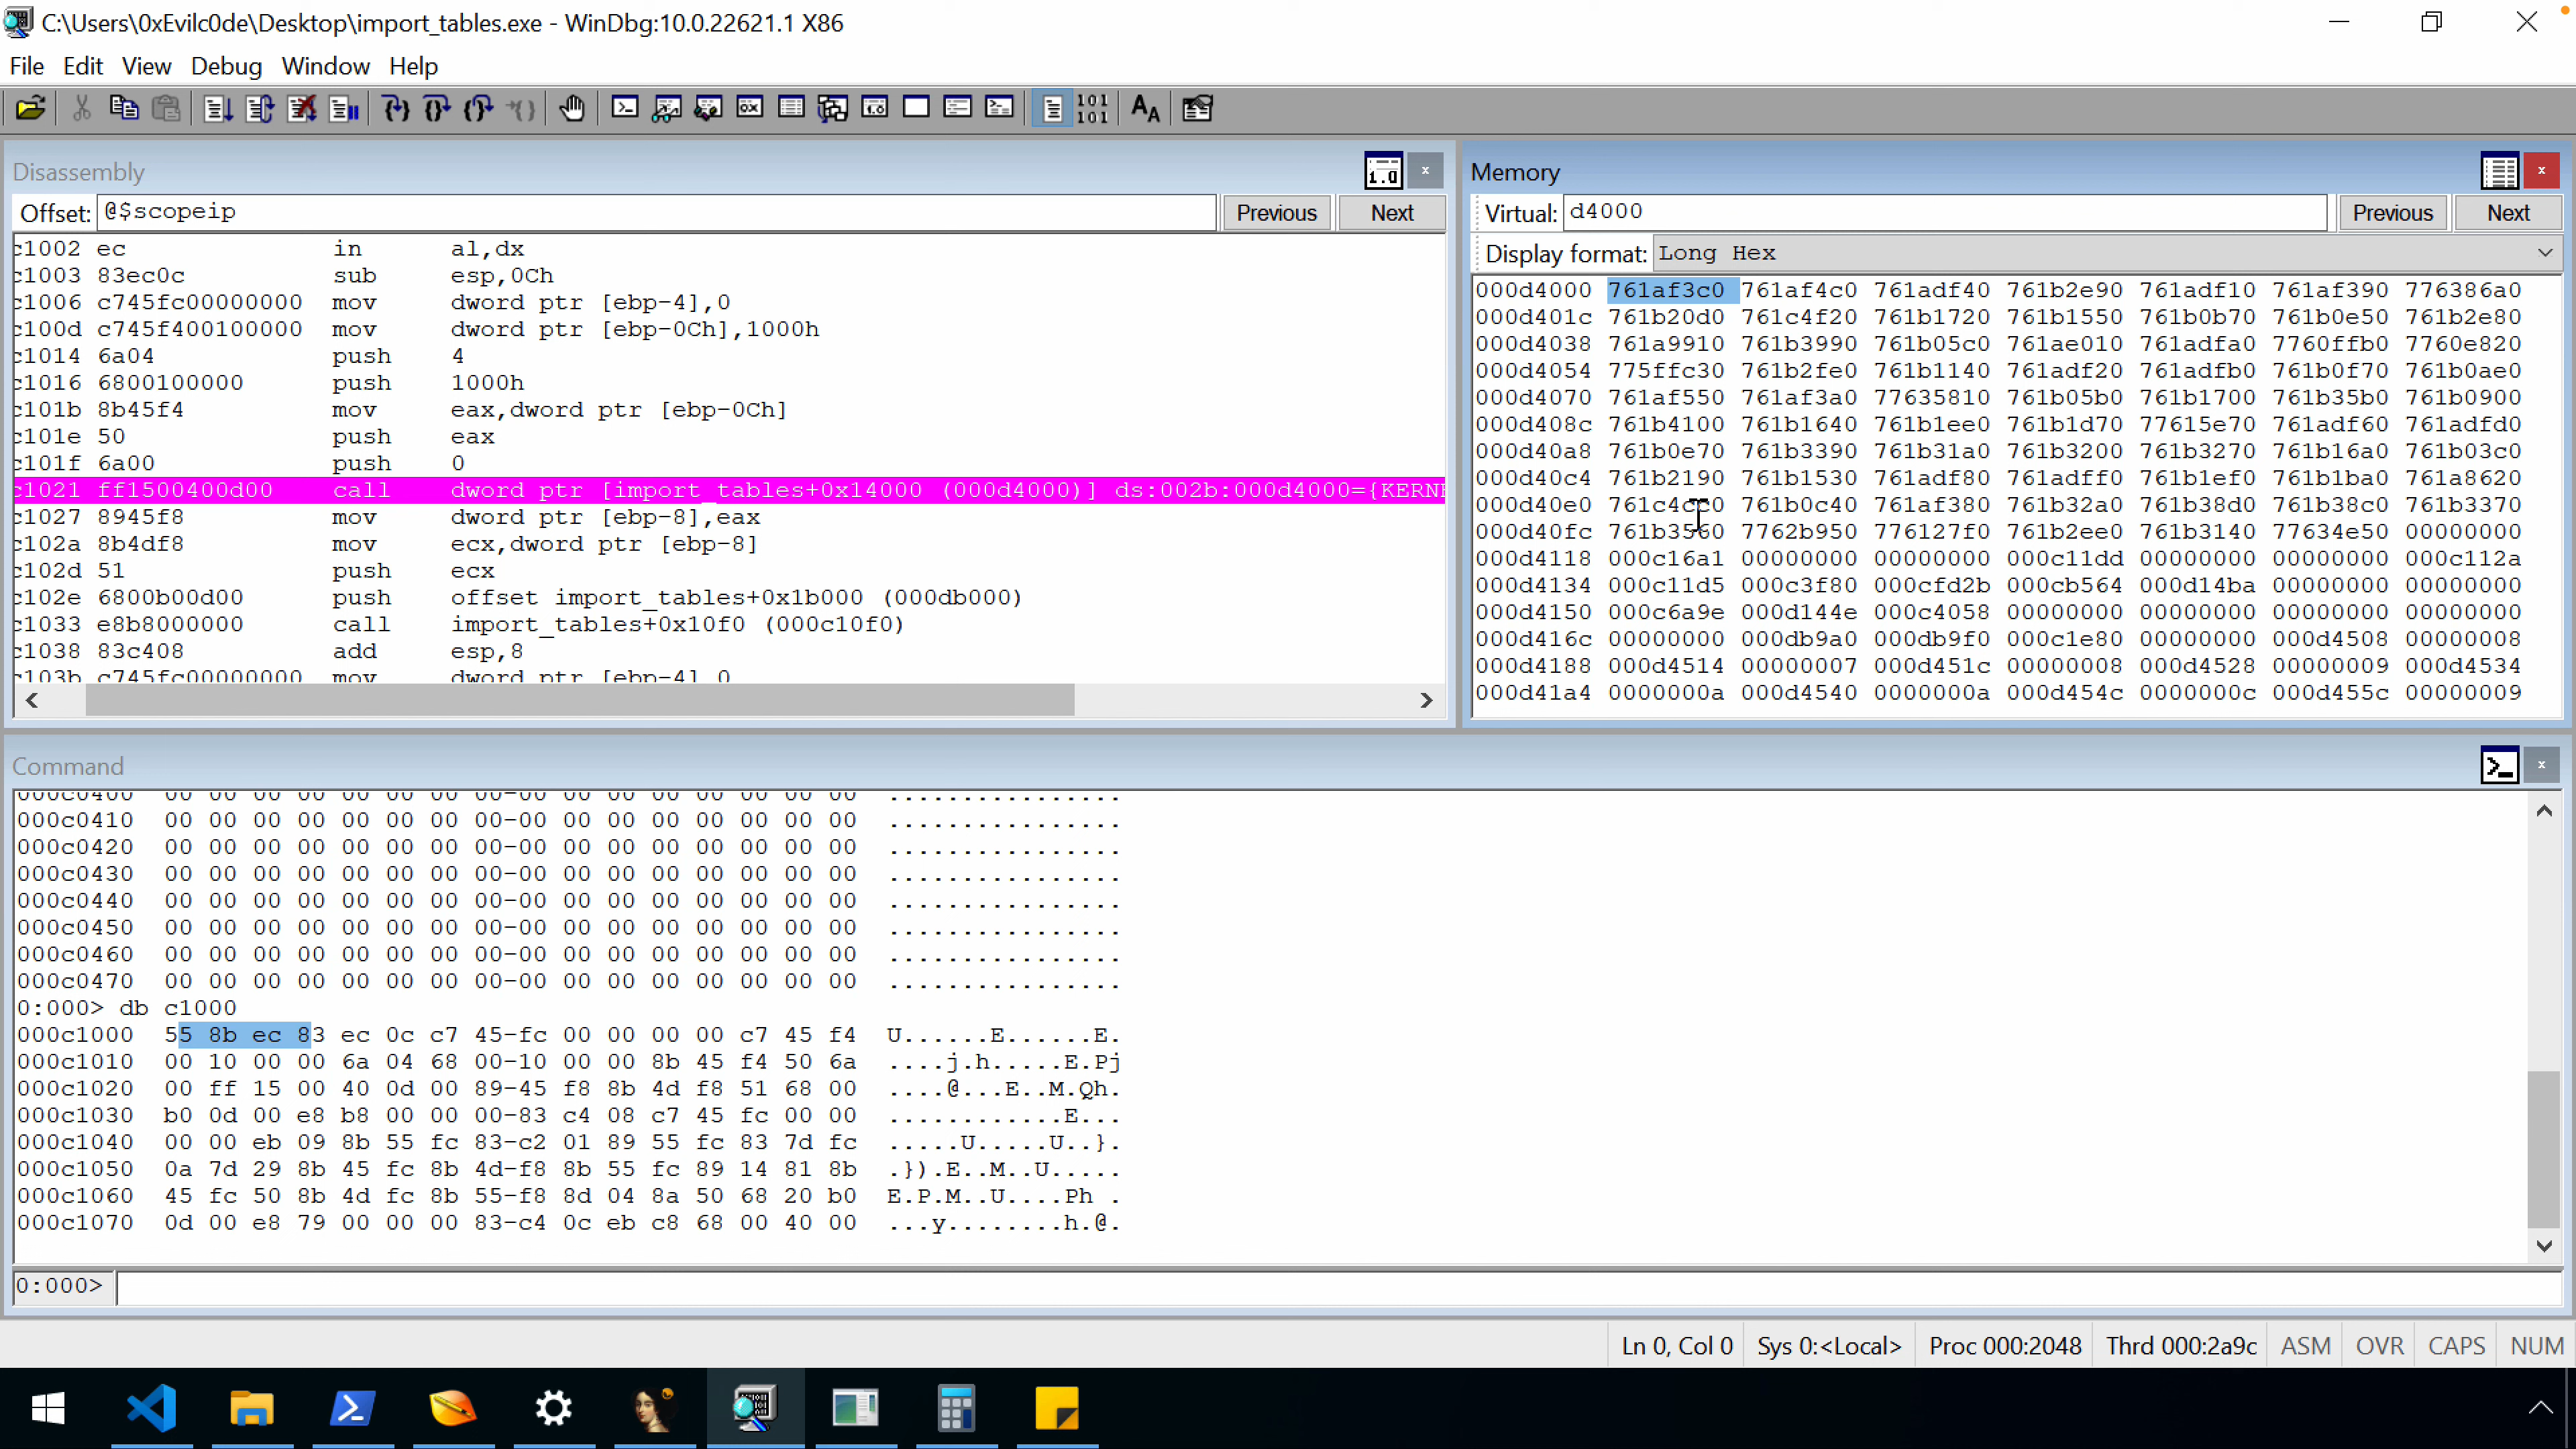 C:\Users\0xEvilc0de\Desktop\import_tables.exe - WinDbg:10.0.22621.1 X86
File Edit View Debug Window Help
Disassembly
Offset: @$scopeip Previous Next
c1002 ec in al,dx
c1003 83ec0c sub esp,0Ch
c1006 c745fc00000000 mov dword ptr [ebp-4],0
c100d c745f400100000 mov dword ptr [ebp-0Ch],1000h
c1014 6a04 push 4
c1016 6800100000 push 1000h
c101b 8b45f4 mov eax,dword ptr [ebp-0Ch]
c101e 50 push eax
c101f 6a00 push 0
c1021 ff1500400d00 call dword ptr [import_tables+0x14000 (000d4000)] ds:002b:000d4000={KERNE
c1027 8945f8 mov dword ptr [ebp-8],eax
c102a 8b4df8 mov ecx,dword ptr [ebp-8]
c102d 51 push ecx
c102e 6800b00d00 push offset import_tables+0x1b000 (000db000)
c1033 e8b8000000 call import_tables+0x10f0 (000c10f0)
c1038 83c408 add esp,8
c103b c745fc00000000 mov dword ptr [ebp-4],0
Memory
Virtual: d4000 Previous Next
Display format: Long Hex
000d4000 761af3c0 761af4c0 761adf40 761b2e90 761adf10 761af390 776386a0
000d401c 761b20d0 761c4f20 761b1720 761b1550 761b0b70 761b0e50 761b2e80
000d4038 761a9910 761b3990 761b05c0 761ae010 761adfa0 7760ffb0 7760e820
000d4054 775ffc30 761b2fe0 761b1140 761adf20 761adfb0 761b0f70 761b0ae0
000d4070 761af550 761af3a0 77635810 761b05b0 761b1700 761b35b0 761b0900
000d408c 761b4100 761b1640 761b1ee0 761b1d70 77615e70 761adf60 761adfd0
000d40a8 761b0e70 761b3390 761b31a0 761b3200 761b3270 761b16a0 761b03c0
000d40c4 761b2190 761b1530 761adf80 761adff0 761b1ef0 761b1ba0 761a8620
000d40e0 761c4cc0 761b0c40 761af380 761b32a0 761b38d0 761b38c0 761b3370
000d40fc 761b3560 7762b950 776127f0 761b2ee0 761b3140 77634e50 00000000
000d4118 000c16a1 00000000 00000000 000c11dd 00000000 00000000 000c112a
000d4134 000c11d5 000c3f80 000cfd2b 000cb564 000d14ba 00000000 00000000
000d4150 000c6a9e 000d144e 000c4058 00000000 00000000 00000000 00000000
000d416c 00000000 000db9a0 000db9f0 000c1e80 00000000 000d4508 00000008
000d4188 000d4514 00000007 000d451c 00000008 000d4528 00000009 000d4534
000d41a4 0000000a 000d4540 0000000a 000d454c 0000000c 000d455c 00000009
Command
000c0400 00 00 00 00 00 00 00 00-00 00 00 00 00 00 00 00 ................
000c0410 00 00 00 00 00 00 00 00-00 00 00 00 00 00 00 00 ................
000c0420 00 00 00 00 00 00 00 00-00 00 00 00 00 00 00 00 ................
000c0430 00 00 00 00 00 00 00 00-00 00 00 00 00 00 00 00 ................
000c0440 00 00 00 00 00 00 00 00-00 00 00 00 00 00 00 00 ................
000c0450 00 00 00 00 00 00 00 00-00 00 00 00 00 00 00 00 ................
000c0460 00 00 00 00 00 00 00 00-00 00 00 00 00 00 00 00 ................
000c0470 00 00 00 00 00 00 00 00-00 00 00 00 00 00 00 00 ................
0:000> db c1000
000c1000 55 8b ec 83 ec 0c c7 45-fc 00 00 00 00 c7 45 f4 U......E......E.
000c1010 00 10 00 00 6a 04 68 00-10 00 00 8b 45 f4 50 6a ....j.h.....E.Pj
000c1020 00 ff 15 00 40 0d 00 89-45 f8 8b 4d f8 51 68 00 ....@...E..M.Qh.
000c1030 b0 0d 00 e8 b8 00 00 00-83 c4 08 c7 45 fc 00 00 ............E...
000c1040 00 00 eb 09 8b 55 fc 83-c2 01 89 55 fc 83 7d fc .....U.....U..}.
000c1050 0a 7d 29 8b 45 fc 8b 4d-f8 8b 55 fc 89 14 81 8b .}).E..M..U.....
000c1060 45 fc 50 8b 4d fc 8b 55-f8 8d 04 8a 50 68 20 b0 E.P.M..U....Ph .
000c1070 0d 00 e8 79 00 00 00 83-c4 0c eb c8 68 00 40 00 ...y........h.@.
0:000>
Ln 0, Col 0 Sys 0:<Local> Proc 000:2048 Thrd 000:2a9c ASM OVR CAPS NUM